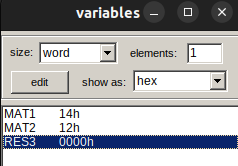 variables
size: word elements: 1
edit show as: hex
MAT1 14h
MAT2 12h
RES3 0000h